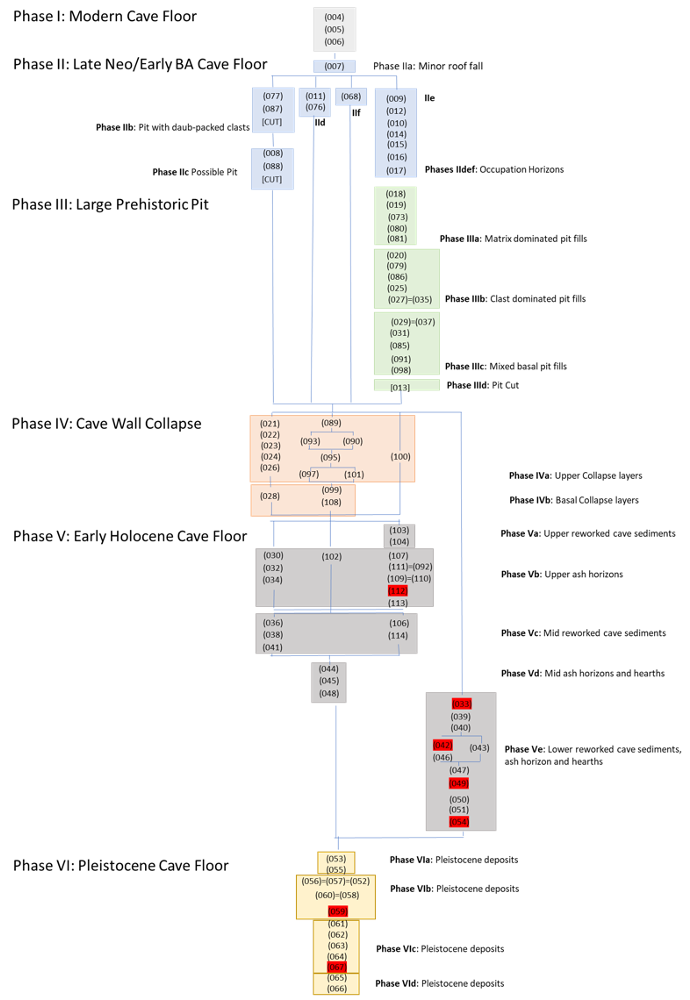 Phase I: Modern Cave Floor
(004)
(005)
(006)
Phase II: Late Neo/Early BA Cave Floor
(007)
Phase IIa: Minor roof fall
(077)
(087)
[CUT]
(011)
(076)
IId
(068)
IIf
(009)
(012)
(010)
(014)
(015)
(016)
(017)
IIe
Phase IIb: Pit with daub-packed clasts
(008)
(088)
[CUT]
Phase IIc Possible Pit
Phases IIdef: Occupation Horizons
Phase III: Large Prehistoric Pit
(018)
(019)
(073)
(080)
(081)
Phase IIIa: Matrix dominated pit fills
(020)
(079)
(086)
(025)
(027)=(035)
Phase IIIb: Clast dominated pit fills
(029)=(037)
(031)
(085)
(091)
(098)
Phase IIIc: Mixed basal pit fills
[013]
Phase IIId: Pit Cut
Phase IV: Cave Wall Collapse
(021)
(022)
(023)
(024)
(026)
(089)
(093) (090)
(095)
(097) (101)
(100)
Phase IVa: Upper Collapse layers
(028)
(099)
(108)
Phase IVb: Basal Collapse layers
Phase V: Early Holocene Cave Floor
(103)
(104)
Phase Va: Upper reworked cave sediments
(030)
(032)
(034)
(102)
(107)
(111)=(092)
(109)=(110)
(112)
(113)
Phase Vb: Upper ash horizons
(036)
(038)
(041)
(106)
(114)
Phase Vc: Mid reworked cave sediments
(044)
(045)
(048)
Phase Vd: Mid ash horizons and hearths
(033)
(039)
(040)
(042) (043)
(046)
(047)
(049)
(050)
(051)
(054)
Phase Ve: Lower reworked cave sediments,
ash horizon and hearths
Phase VI: Pleistocene Cave Floor
(053)
(055)
Phase VIa: Pleistocene deposits
(056)=(057)=(052)
(060)=(058)
(059)
Phase VIb: Pleistocene deposits
(061)
(062)
(063)
(064)
(067)
Phase VIc: Pleistocene deposits
(065)
(066)
Phase VId: Pleistocene deposits